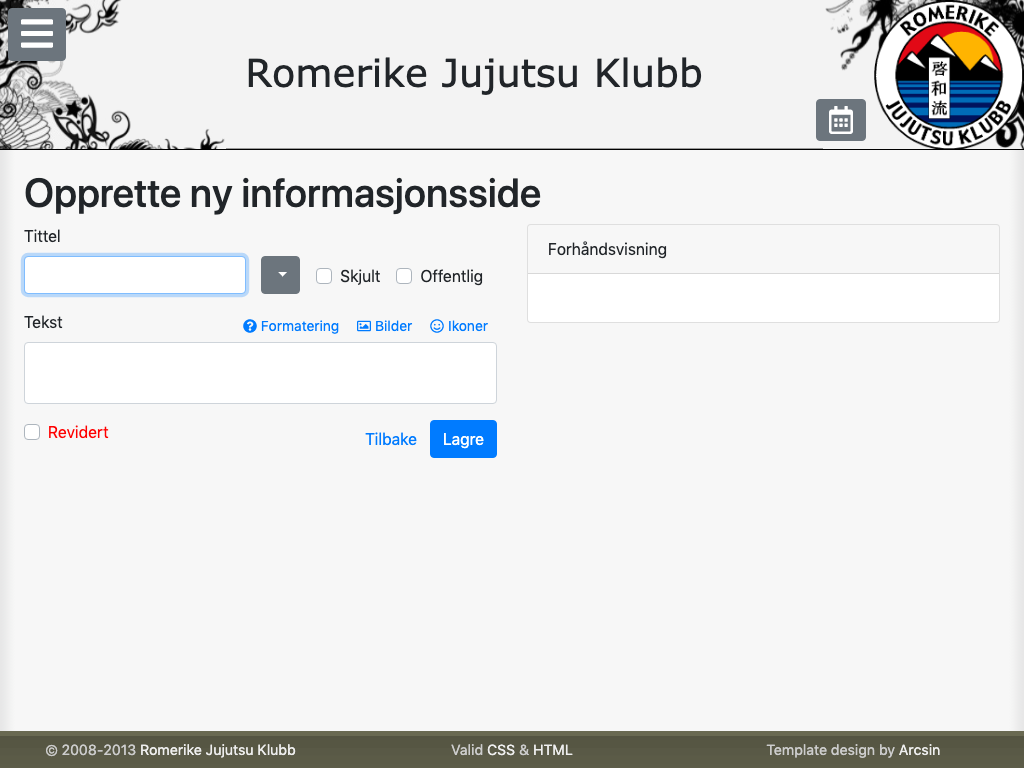 Romerike Jujutsu Klubb
ROMERIKE
啓和流
JUJUTSU KLUBB
Opprette ny informasjonsside
Tittel
Skjult
Offentlig
Tekst
Formatering
Bilder
Ikoner
Revidert
Tilbake
Lagre
Forhåndsvisning
© 2008-2013 Romerike Jujutsu Klubb
Valid CSS & HTML
Template design by Arcsin